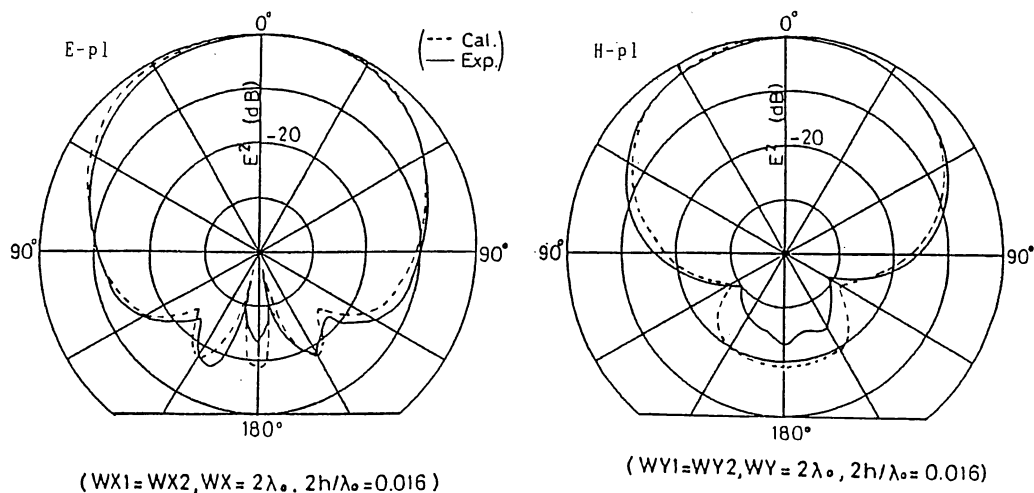 0°
E-pl
--- Cal.
— Exp.
E² (dB)
-20
90°
90°
180°
(WX1=WX2,WX=2λ₀, 2h/λ₀=0.016)
0°
H-pl
E² (dB)
-20
90°
90°
180°
(WY1=WY2,WY=2λ₀, 2h/λ₀=0.016)